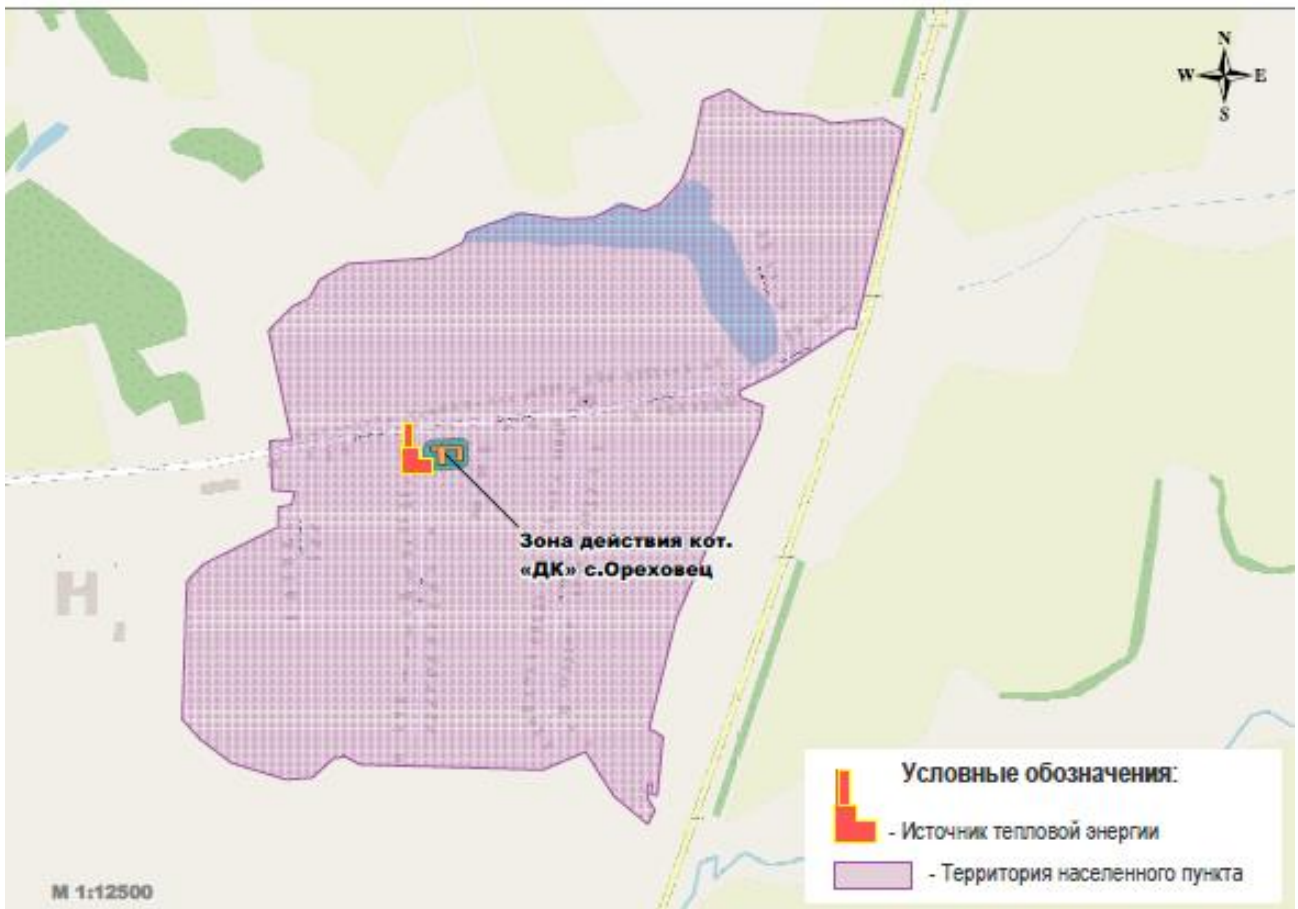 N
W E
S
Зона действия кот.
«ДК» с.Ореховец
Н
Условные обозначения:
- Источник тепловой энергии
- Территория населенного пункта
М 1:12500